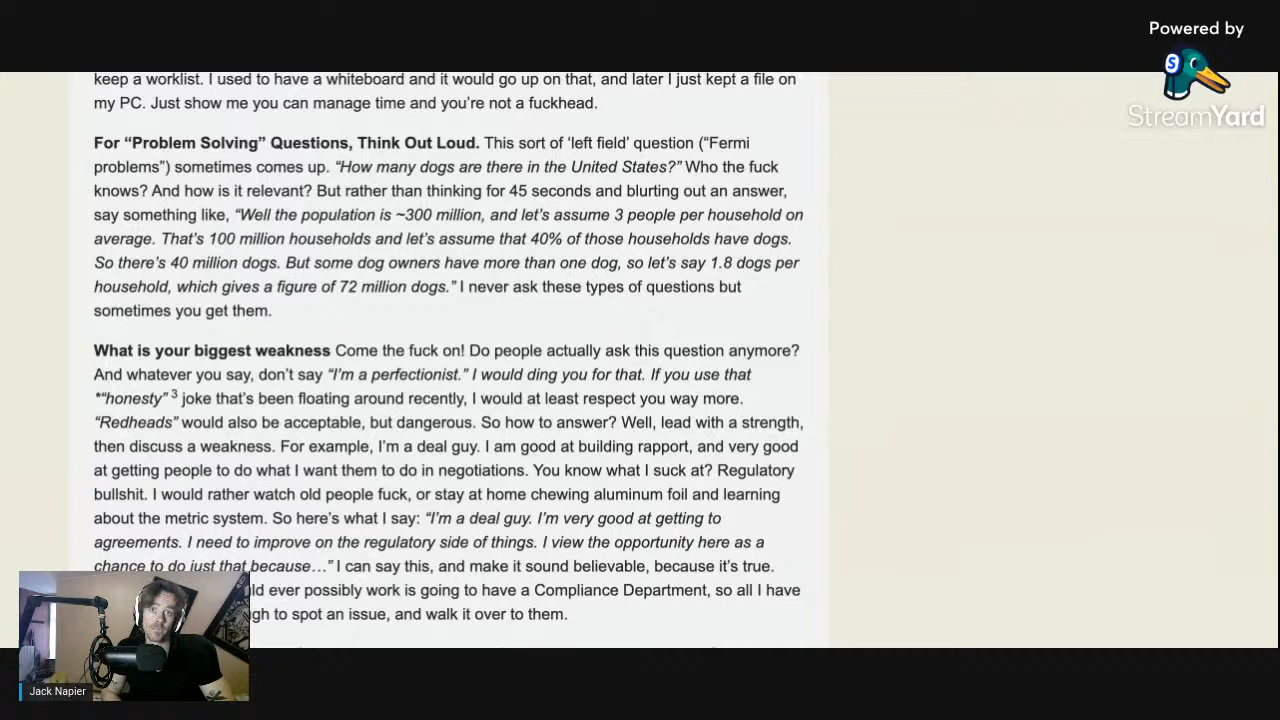 Powered by
StreamYard
keep a worklist. I used to have a whiteboard and it would go up on that, and later I just kept a file on
my PC. Just show me you can manage time and you're not a fuckhead.
For “Problem Solving” Questions, Think Out Loud. This sort of ‘left field’ question (“Fermi
problems”) sometimes comes up. “How many dogs are there in the United States?” Who the fuck
knows? And how is it relevant? But rather than thinking for 45 seconds and blurting out an answer,
say something like, “Well the population is ~300 million, and let’s assume 3 people per household on
average. That’s 100 million households and let’s assume that 40% of those households have dogs.
So there’s 40 million dogs. But some dog owners have more than one dog, so let’s say 1.8 dogs per
household, which gives a figure of 72 million dogs.” I never ask these types of questions but
sometimes you get them.
What is your biggest weakness Come the fuck on! Do people actually ask this question anymore?
And whatever you say, don’t say “I’m a perfectionist.” I would ding you for that. If you use that
*“honesty” 3 joke that’s been floating around recently, I would at least respect you way more.
“Redheads” would also be acceptable, but dangerous. So how to answer? Well, lead with a strength,
then discuss a weakness. For example, I’m a deal guy. I am good at building rapport, and very good
at getting people to do what I want them to do in negotiations. You know what I suck at? Regulatory
bullshit. I would rather watch old people fuck, or stay at home chewing aluminum foil and learning
about the metric system. So here’s what I say: “I’m a deal guy. I’m very good at getting to
agreements. I need to improve on the regulatory side of things. I view the opportunity here as a
chance to do just that because…” I can say this, and make it sound believable, because it’s true.
ever possibly work is going to have a Compliance Department, so all I have
to spot an issue, and walk it over to them.
Jack Napier